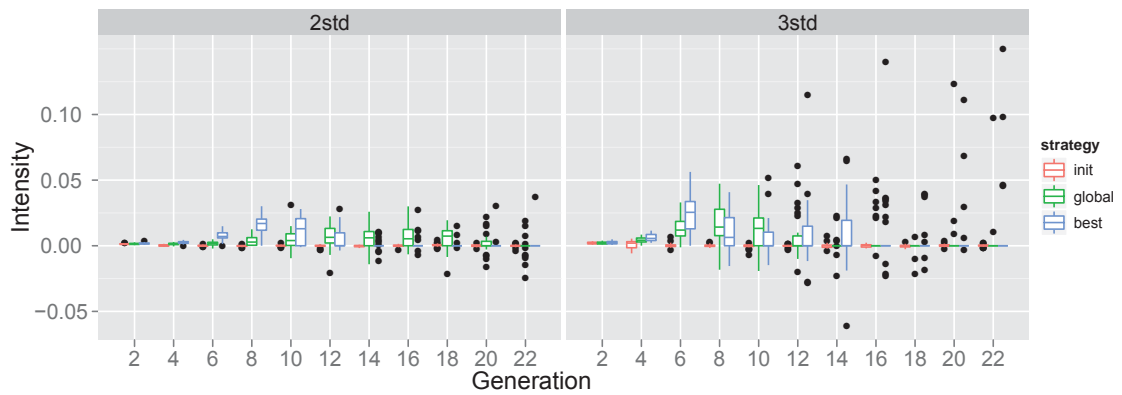 2std 3std
0.10
0.05
0.00
−0.05
Intensity
2 4 6 8 10 12 14 16 18 20 22 2 4 6 8 10 12 14 16 18 20 22
Generation
strategy
init
global
best